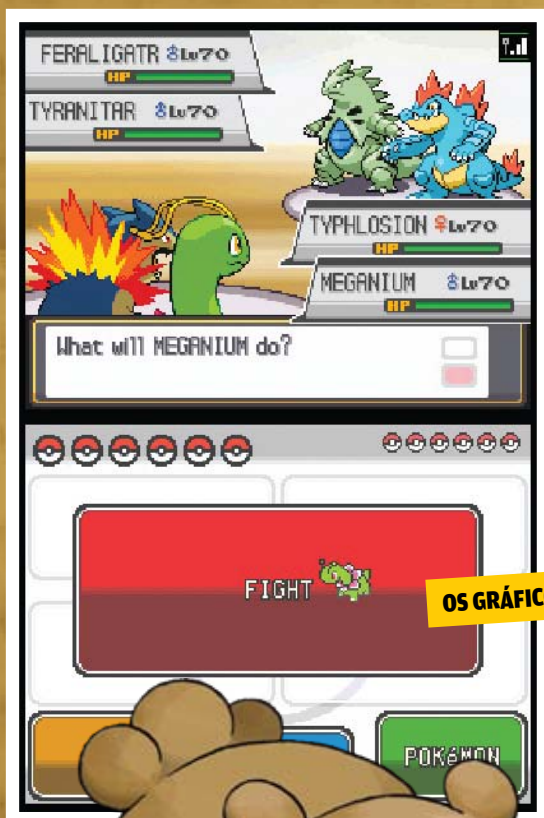 FERALIGATR ♂Lv70
HP
TYRANITAR ♂Lv70
HP
TYPHLOSION ♀Lv70
HP
MEGANIUM ♂Lv70
HP
What will MEGANIUM do?
FIGHT
OS GRÁFIC
POKéMON